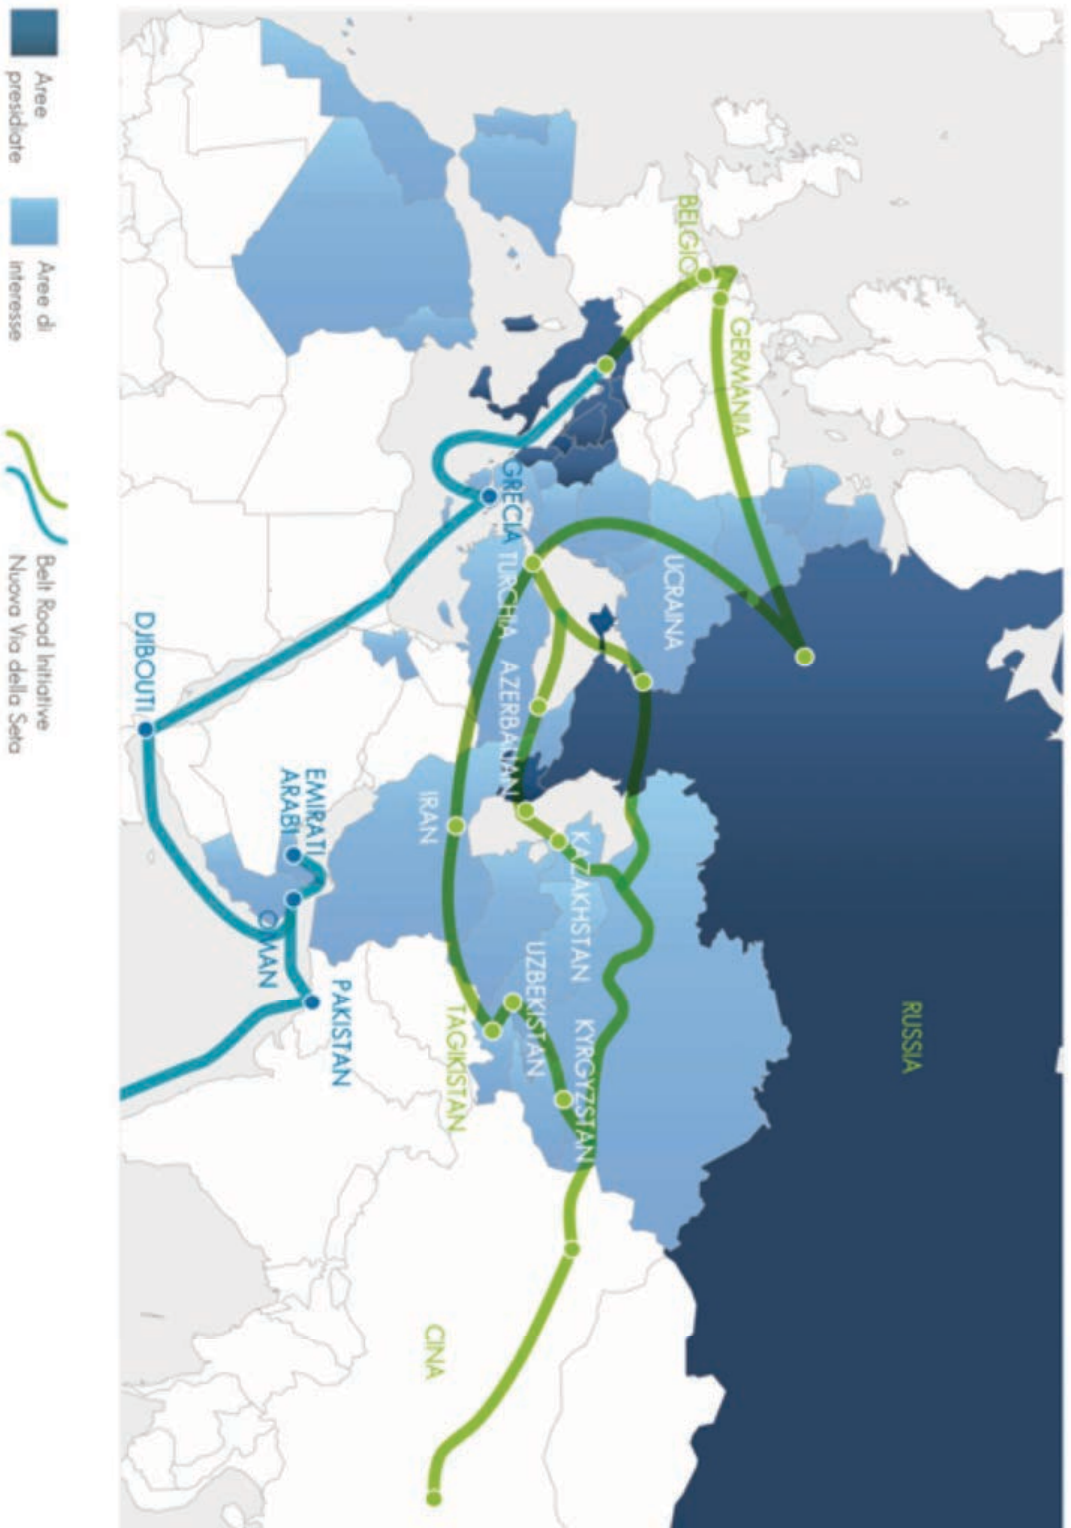 BELGIO
GERMANIA
RUSSIA
UCRAINA
GRECIA
TURCHIA
AZERBAIJAN
KAZAKHSTAN
UZBEKISTAN
KYRGYZSTAN
IRAN
TAGIKISTAN
CINA
DJIBOUTI
EMIRATI
ARABI
OMAN
PAKISTAN
Aree
presidiate
Aree di
interesse
Belt Road Initiative
Nuova Via della Seta